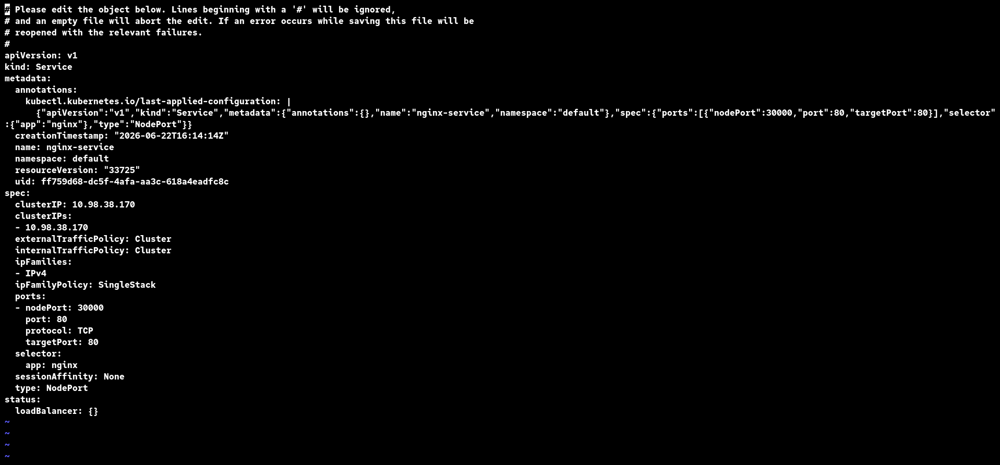 # Please edit the object below. Lines beginning with a '#' will be ignored,
# and an empty file will abort the edit. If an error occurs while saving this file will be
# reopened with the relevant failures.
#
apiVersion: v1
kind: Service
metadata:
  annotations:
    kubectl.kubernetes.io/last-applied-configuration: |
      {"apiVersion":"v1","kind":"Service","metadata":{"annotations":{},"name":"nginx-service","namespace":"default"},"spec":{"ports":[{"nodePort":30000,"port":80,"targetPort":80}],"selector"
:{"app":"nginx"},"type":"NodePort"}}
  creationTimestamp: "2026-06-22T16:14:14Z"
  name: nginx-service
  namespace: default
  resourceVersion: "33725"
  uid: ff759d68-dc5f-4afa-aa3c-618a4eadfc8c
spec:
  clusterIP: 10.98.38.170
  clusterIPs:
  - 10.98.38.170
  externalTrafficPolicy: Cluster
  internalTrafficPolicy: Cluster
  ipFamilies:
  - IPv4
  ipFamilyPolicy: SingleStack
  ports:
  - nodePort: 30000
    port: 80
    protocol: TCP
    targetPort: 80
  selector:
    app: nginx
  sessionAffinity: None
  type: NodePort
status:
  loadBalancer: {}
~
~
~
~